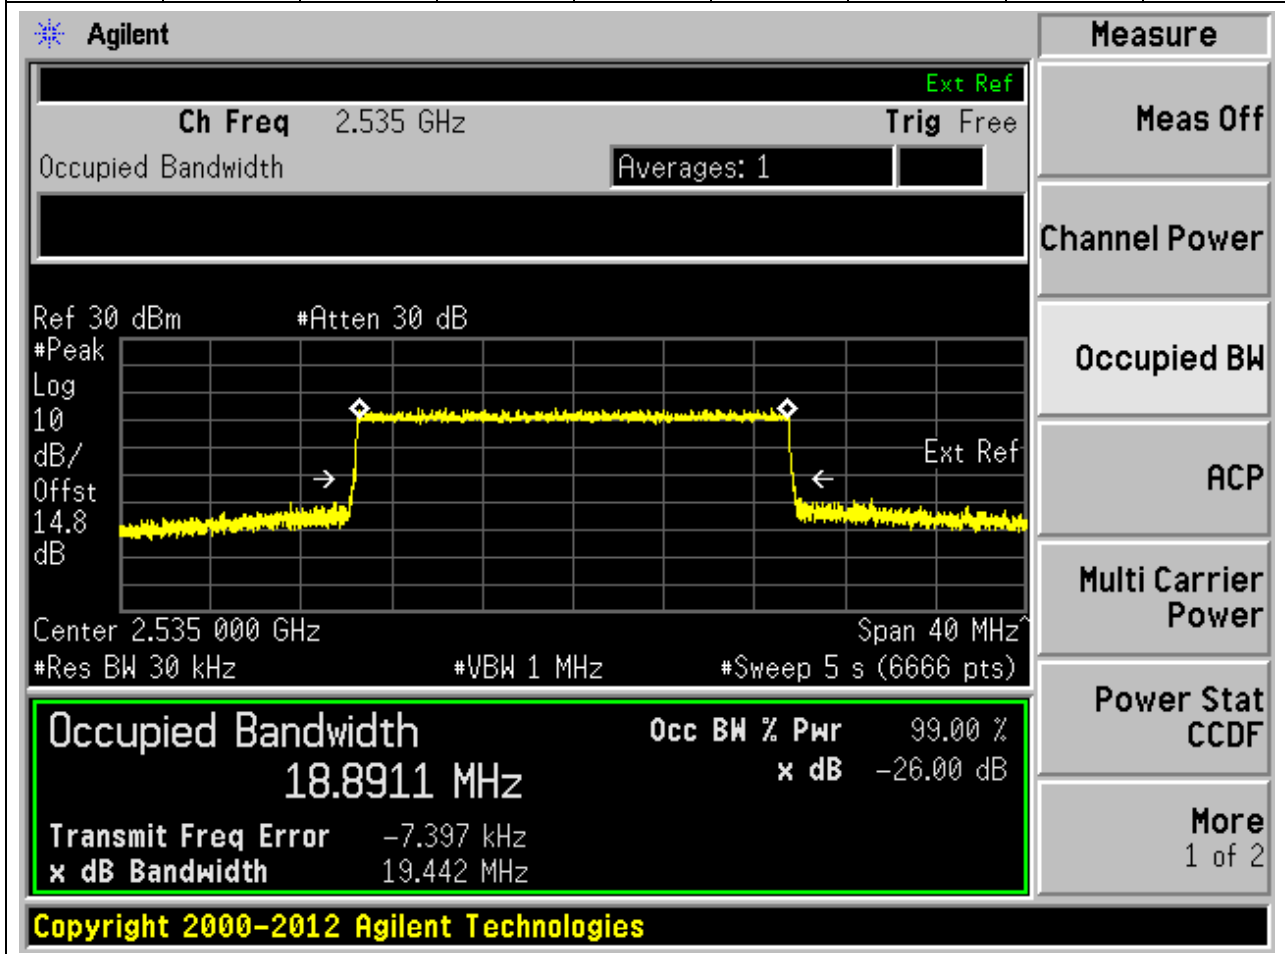 Agilent
Measure
Ext Ref
Ch Freq 2.535 GHz Trig Free
Meas Off
Occupied Bandwidth Averages: 1
Channel Power
Ref 30 dBm #Atten 30 dB
#Peak
Log
10
dB/
Offst
14.8
dB
Ext Ref
Occupied BW
ACP
Center 2.535 000 GHz Span 40 MHz^
#Res BW 30 kHz #VBW 1 MHz #Sweep 5 s (6666 pts)
Multi Carrier
Power
Occupied Bandwidth Occ BW % Pwr 99.00 %
18.8911 MHz x dB -26.00 dB
Transmit Freq Error -7.397 kHz
x dB Bandwidth 19.442 MHz
Power Stat
CCDF
More
1 of 2
Copyright 2000-2012 Agilent Technologies